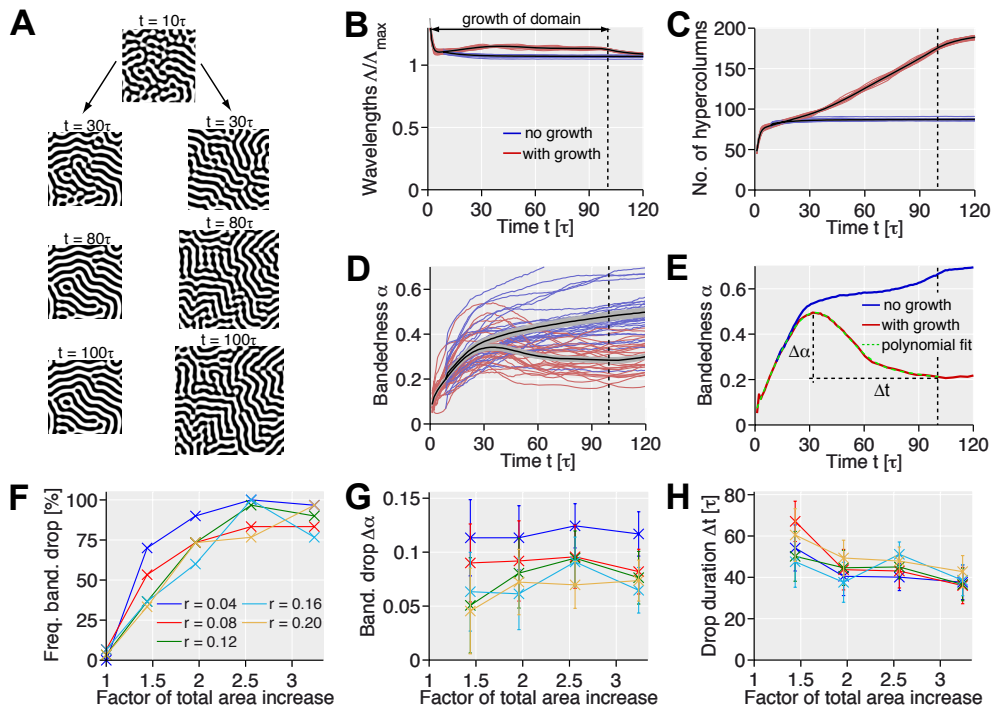 A
t = 10τ
t = 30τ
t = 30τ
t = 80τ
t = 80τ
t = 100τ
t = 100τ
B
growth of domain
Wavelengths Λ/Λmax
1
0.5
0
no growth
with growth
0 30 60 90 120
Time t [τ]
C
No. of hypercolumns
200
150
100
50
0
0 30 60 90 120
Time t [τ]
D
Bandedness α
0.6
0.4
0.2
0
0 30 60 90 120
Time t [τ]
E
Bandedness α
0.6
0.4
0.2
0
no growth
with growth
polynomial fit
Δα
Δt
0 30 60 90 120
Time t [τ]
F
Freq. band. drop [%]
100
75
50
25
0
r = 0.04
r = 0.16
r = 0.08
r = 0.20
r = 0.12
1 1.5 2 2.5 3
Factor of total area increase
G
Band. drop Δα
0.15
0.1
0.05
0
1 1.5 2 2.5 3
Factor of total area increase
H
Drop duration Δt [τ]
80
60
40
20
0
1 1.5 2 2.5 3
Factor of total area increase